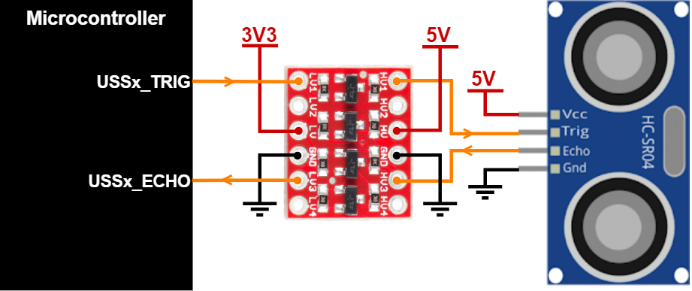 Microcontroller
3V3
5V
5V
USSx_TRIG
USSx_ECHO
LV1
LV2
LV
GND
LV3
LV4
HV1
HV2
HV
GND
HV3
HV4
Vcc
Trig
Echo
Gnd
HC-SR04